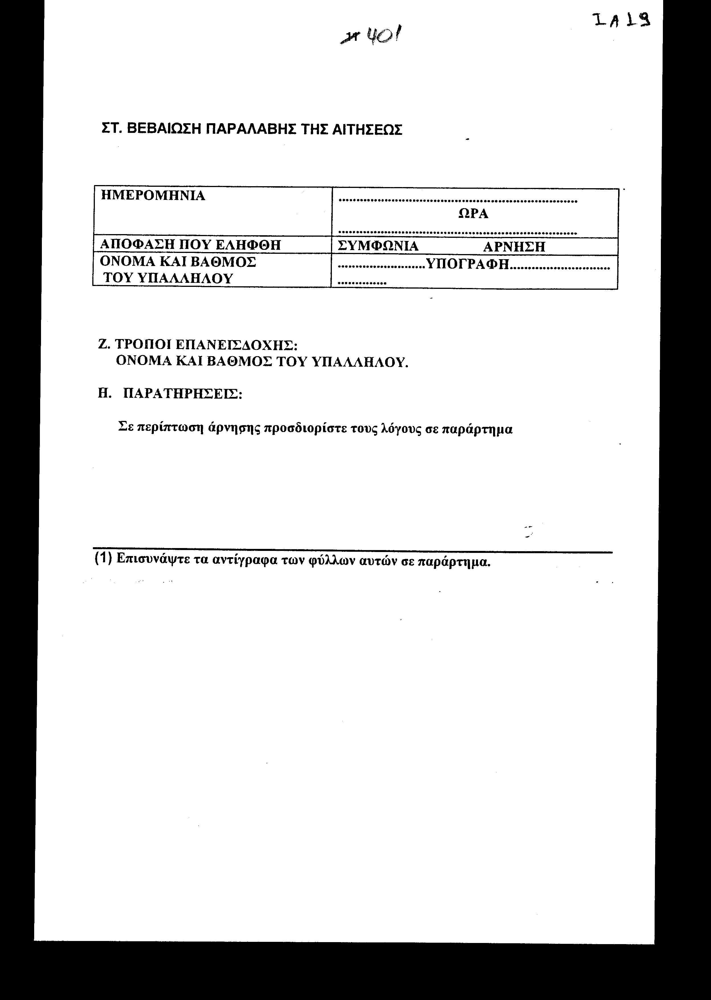 ΙΑ19
401
ΣΤ. ΒΕΒΑΙΩΣΗ ΠΑΡΑΛΑΒΗΣ ΤΗΣ ΑΙΤΗΣΕΩΣ
ΗΜΕΡΟΜΗΝΙΑ ....................................................................
ΩΡΑ
....................................................................
ΑΠΟΦΑΣΗ ΠΟΥ ΕΛΗΦΘΗ ΣΥΜΦΩΝΙΑ ΑΡΝΗΣΗ
ΟΝΟΜΑ ΚΑΙ ΒΑΘΜΟΣ .........................ΥΠΟΓΡΑΦΗ............................
ΤΟΥ ΥΠΑΛΛΗΛΟΥ ..............
Ζ. ΤΡΟΠΟΙ ΕΠΑΝΕΙΣΔΟΧΗΣ:
ΟΝΟΜΑ ΚΑΙ ΒΑΘΜΟΣ ΤΟΥ ΥΠΑΛΛΗΛΟΥ.
Η. ΠΑΡΑΤΗΡΗΣΕΙΣ:
Σε περίπτωση άρνησης προσδιορίστε τους λόγους σε παράρτημα
(1) Επισυνάψτε τα αντίγραφα των φύλλων αυτών σε παράρτημα.